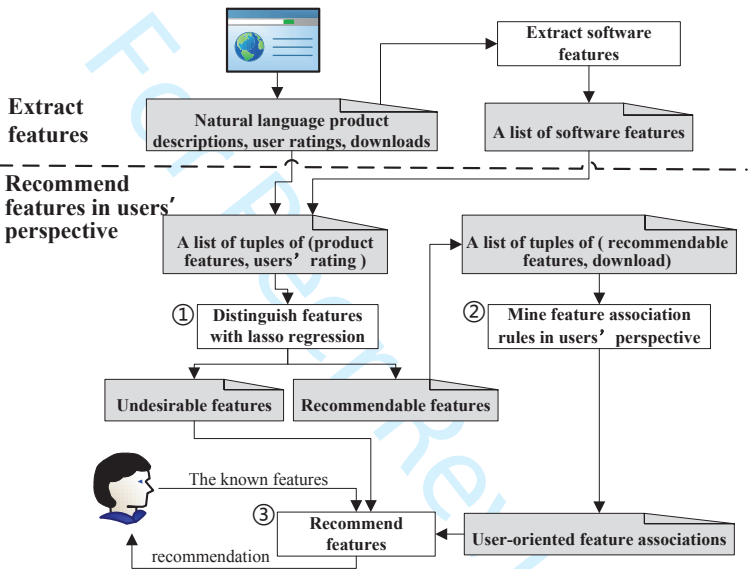 Extract software
features
Extract
features
Natural language product
descriptions, user ratings, downloads
A list of software features
Recommend
features in users’
perspective
A list of tuples of (product
features, users’ rating )
A list of tuples of ( recommendable
features, download)
① Distinguish features
with lasso regression
② Mine feature association
rules in users’ perspective
Undesirable features
Recommendable features
The known features
③ Recommend
features
User-oriented feature associations
recommendation
For Peer Rev